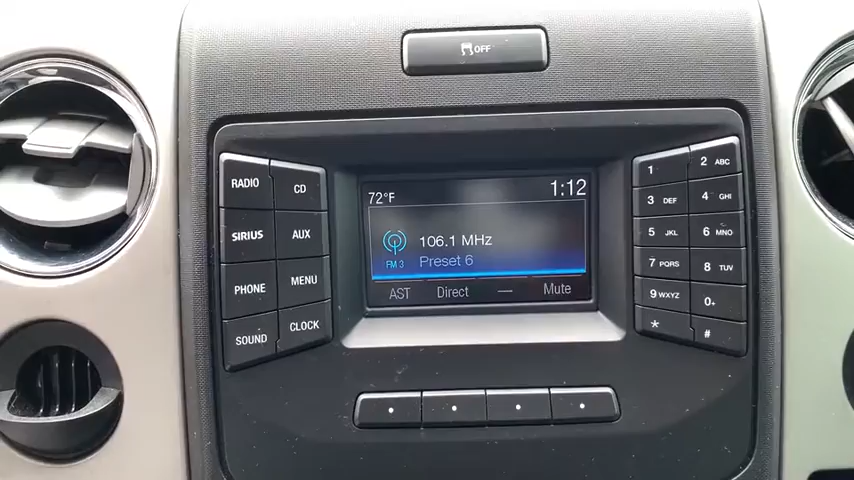 OFF
RADIO
CD
SIRIUS
AUX
PHONE
MENU
SOUND
CLOCK
72°F
1:12
106.1 MHz
FM 3
Preset 6
AST Direct — Mute
1
2 ABC
3 DEF
4 GHI
5 JKL
6 MNO
7 PQRS
8 TUV
9 WXYZ
0+
*
#